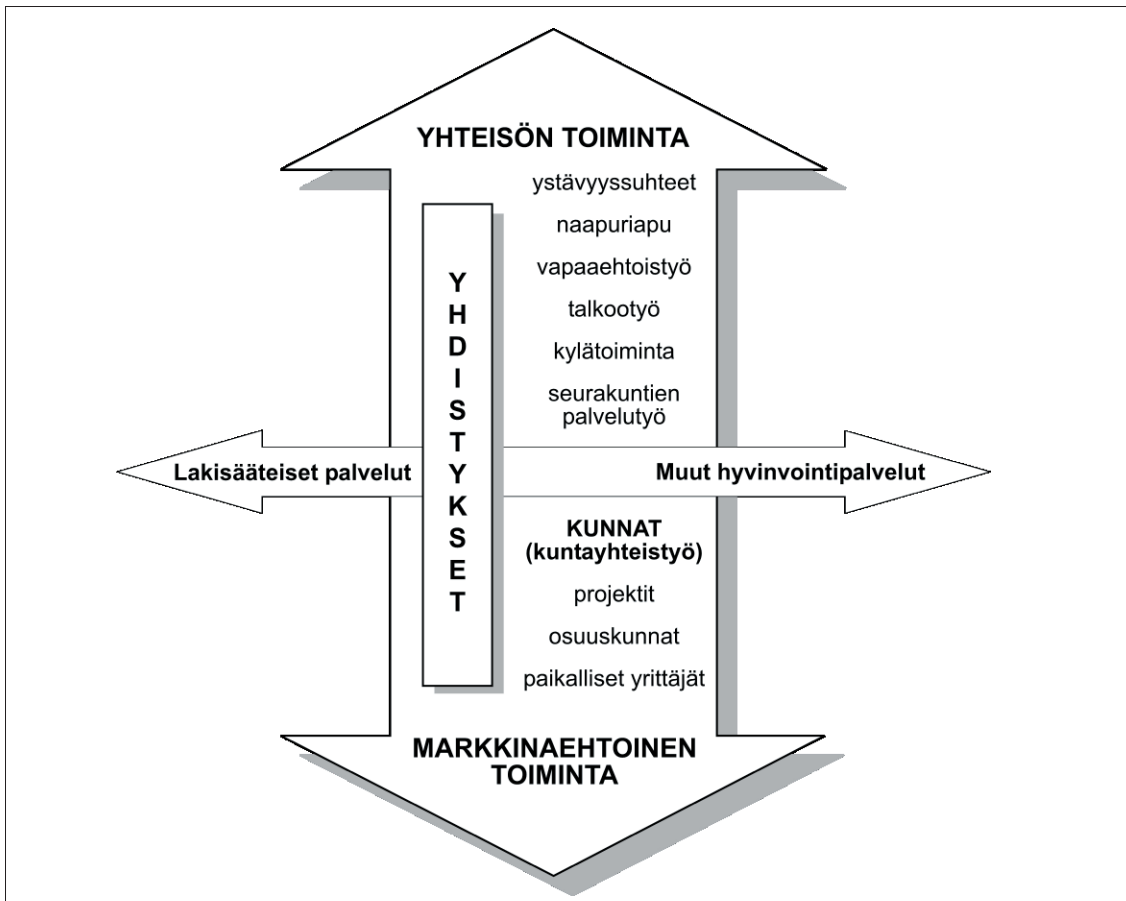 YHTEISÖN TOIMINTA
ystävyyssuhteet
naapuriapu
vapaaehtoistyö
talkootyö
kylätoiminta
seurakuntien
palvelutyö
YHDISTYKSET
Lakisääteiset palvelut
Muut hyvinvointipalvelut
KUNNAT
(kuntayhteistyö)
projektit
osuuskunnat
paikalliset yrittäjät
MARKKINAEHTOINEN
TOIMINTA